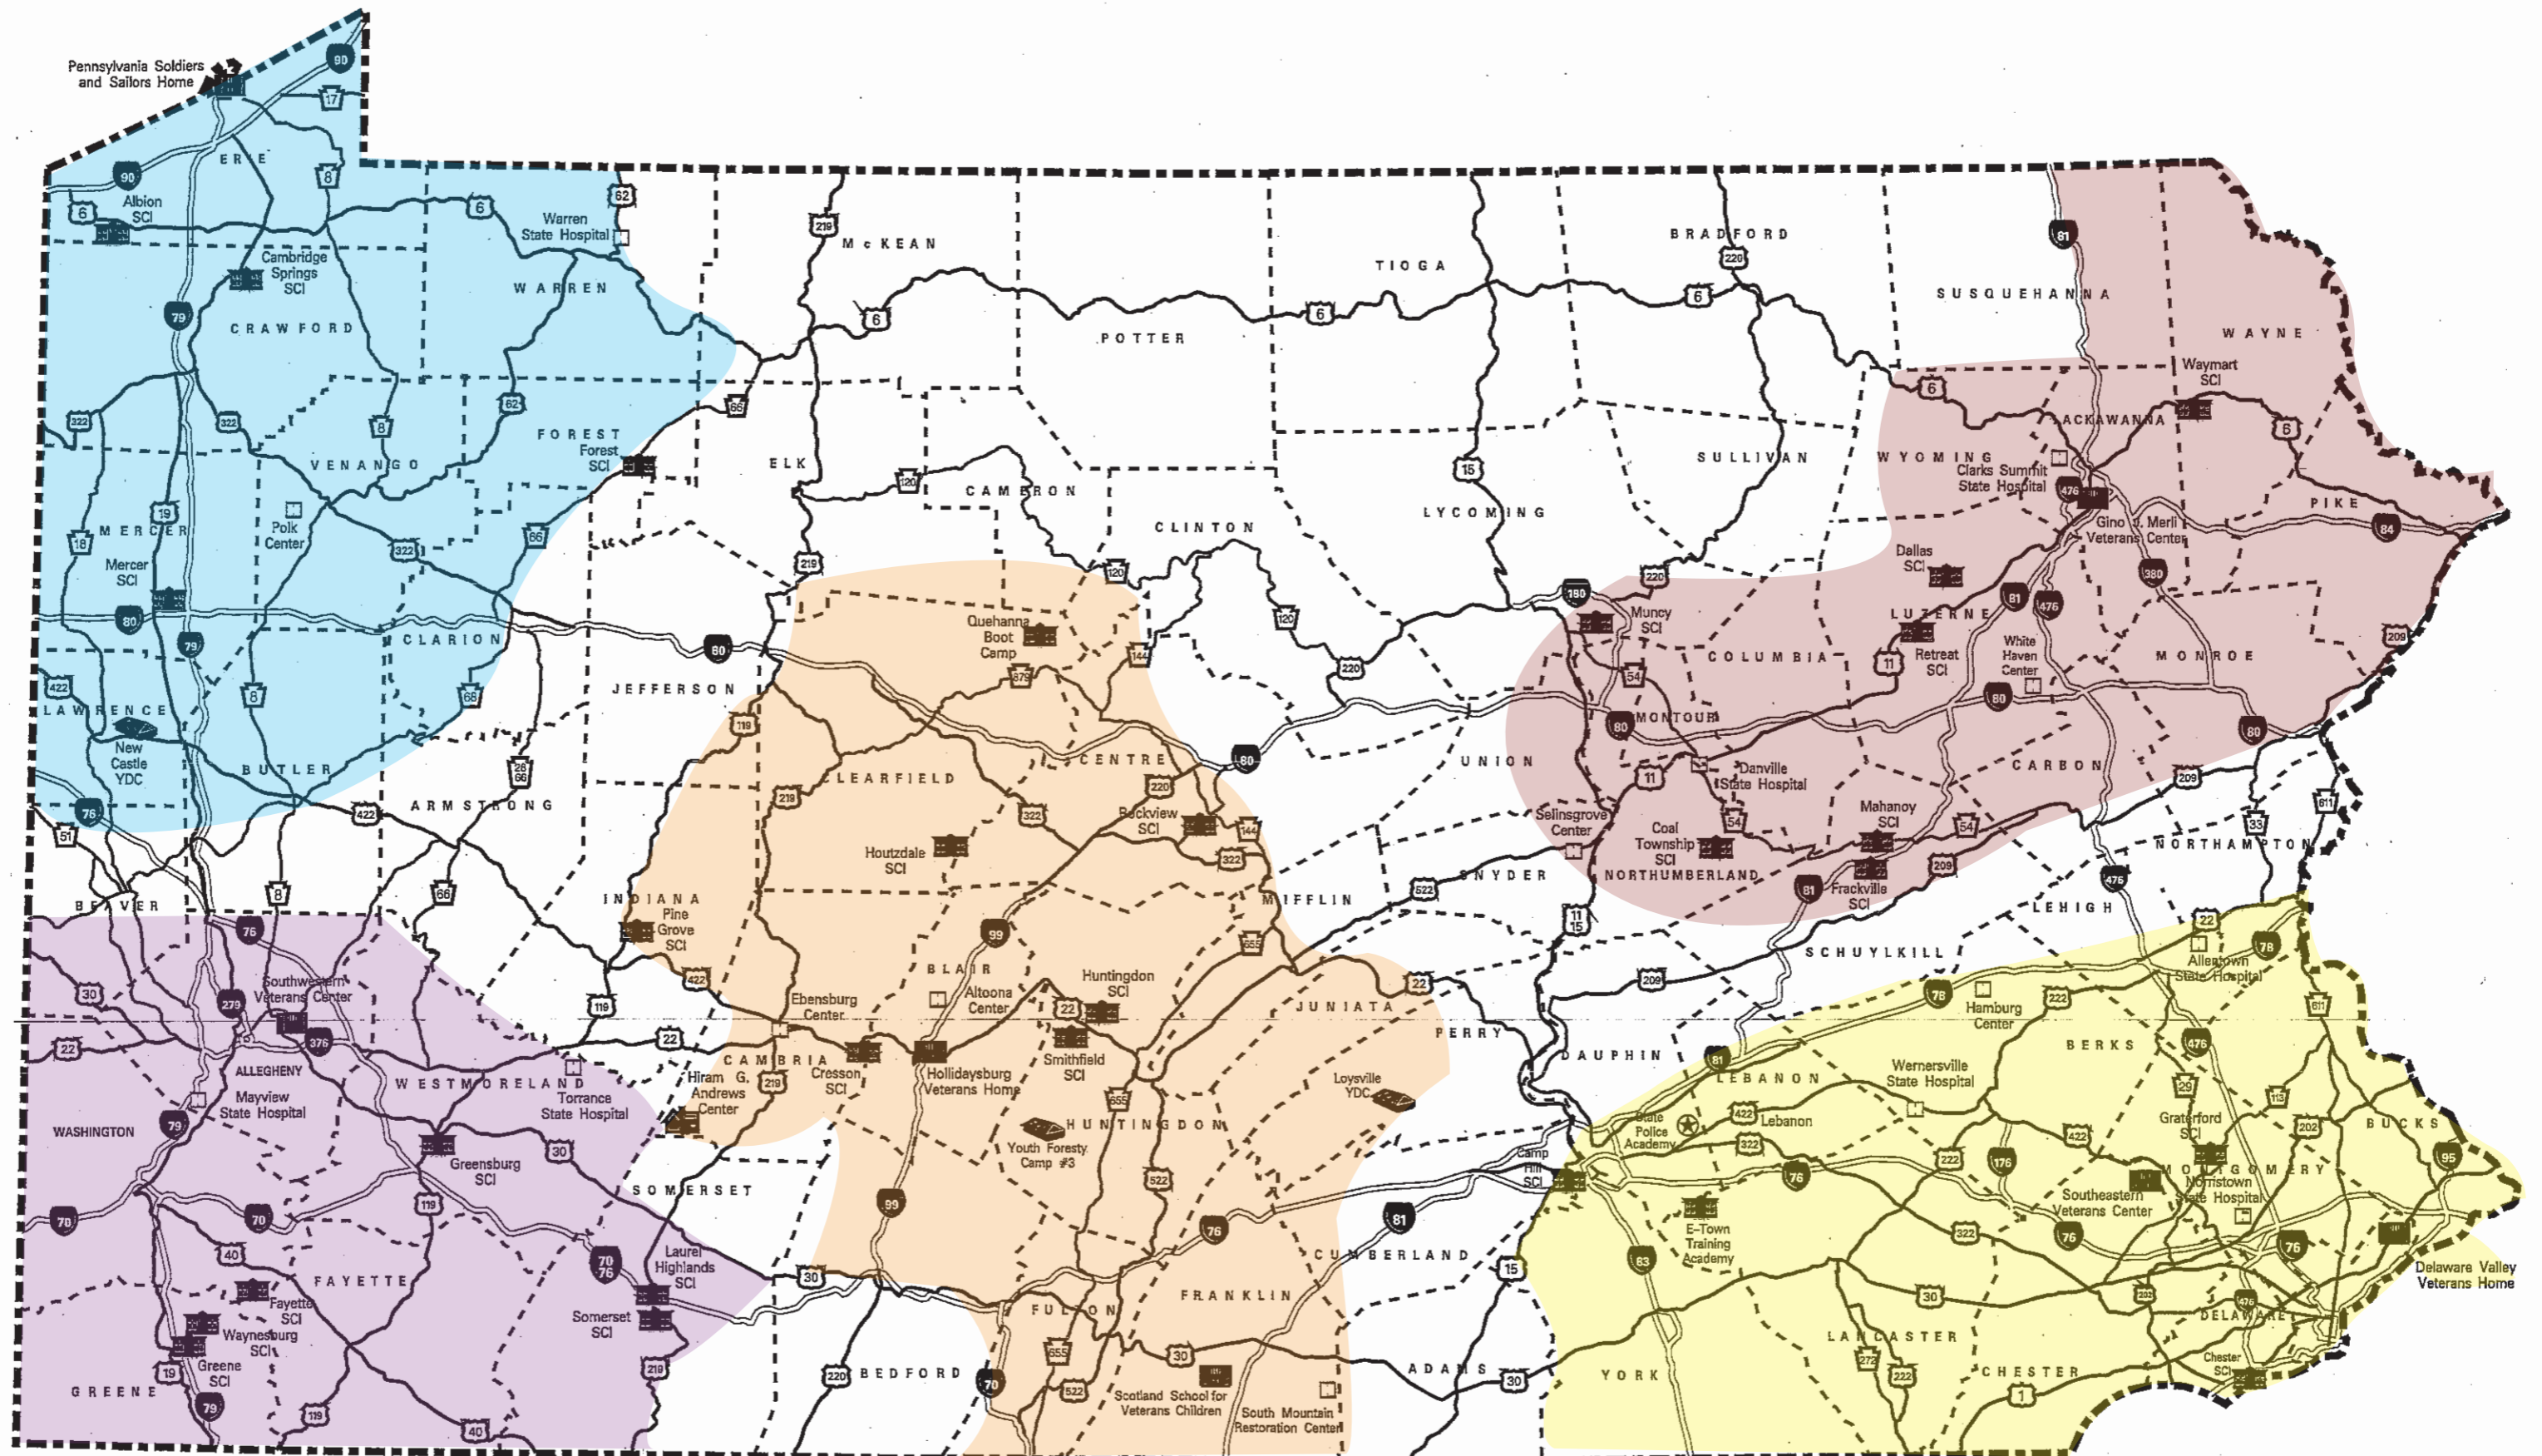 Pennsylvania Soldiers
and Sailors Home
90
17
ERIE
8
90
Albion
SCI
6
6
62
Warren
State Hospital
Cambridge
Springs
SCI
79
CRAWFORD
WARREN
322
322
8
62
66
FOREST
Forest
SCI
VENANGO
19
MERCER
18
Polk
Center
322
66
Mercer
SCI
80
79
CLARION
422
8
68
LAWRENCE
New
Castle
YDC
BUTLER
76
51
422
ARMSTRONG
28
66
8
66
BEAVER
219
McKEAN
6
POTTER
6
TIOGA
BRADFORD
220
6
81
SUSQUEHANNA
WAYNE
Waymart
SCI
6
ACKAWANNA
6
ELK
120
CAMERON
CLINTON
15
LYCOMING
SULLIVAN
WYOMING
Clarks Summit
State Hospital
476
PIKE
84
Gino J. Merli
Veterans Center
219
120
120
180
220
Dallas
SCI
380
81
476
LUZERNE
Muncy
SCI
Quehanna
Boot
Camp
144
879
220
80
JEFFERSON
119
54
COLUMBIA
11
Retreat
SCI
White
Haven
Center
MONROE
209
80
80
MONTOUR
80
CENTRE
80
UNION
CLEARFIELD
220
219
322
Rockview
SCI
144
322
Houtzdale
SCI
11
Danville
State Hospital
CARBON
209
611
Selinsgrove
Center
Coal
Township
SCI
54
Mahanoy
SCI
54
33
NORTHAMPTON
209
476
NORTHUMBERLAND
81
Frackville
SCI
SNYDER
522
MIFFLIN
INDIANA
Pine
Grove
SCI
99
655
11
15
LEHIGH
22
SCHUYLKILL
78
Allentown
State Hospital
76
BLAIR
Huntingdon
SCI
422
Ebensburg
Center
Altoona
Center
22
JUNIATA
22
209
78
Hamburg
Center
222
611
30
Southwestern
Veterans Center
279
119
PERRY
376
22
22
ALLEGHENY
CAMBRIA
Smithfield
SCI
DAUPHIN
81
BERKS
476
WESTMORELAND
Torrance
State Hospital
Hiram G.
Andrews
Center
219
Cresson
SCI
Hollidaysburg
Veterans Home
655
Loysville
YDC
LEBANON
Wernersville
State Hospital
29
113
Mayview
State Hospital
79
WASHINGTON
Youth Foresty
Camp #3
HUNTINGDON
State
Police
Academy
422
Lebanon
322
422
Graterford
SCI
202
BUCKS
Greensburg
SCI
30
Camp
Hill
SCI
222
176
95
MONTGOMERY
Norristown
State Hospital
76
SOMERSET
522
119
70
70
99
76
81
E-Town
Training
Academy
Southeastern
Veterans Center
322
76
76
40
70
76
Laurel
Highlands
SCI
30
CUMBERLAND
15
83
Delaware Valley
Veterans Home
FAYETTE
Fayette
SCI
Waynesburg
SCI
Somerset
SCI
FULTON
FRANKLIN
30
202
476
DELAWARE
Greene
SCI
19
219
655
30
LANCASTER
272
Chester
SCI
GREENE
220
BEDFORD
70
522
Scotland School for
Veterans Children
ADAMS
30
YORK
222
CHESTER
1
79
119
40
South Mountain
Restoration Center